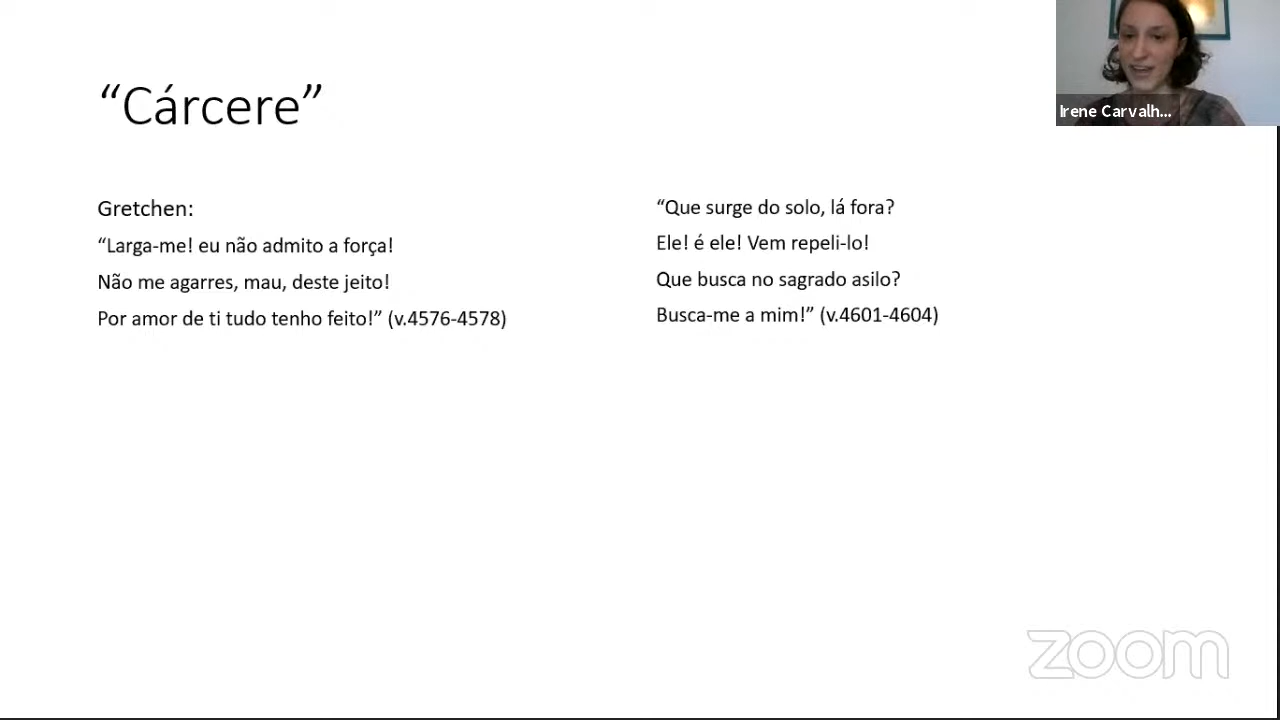 “Cárcere”
Gretchen:
“Larga-me! eu não admito a força!
Não me agarres, mau, deste jeito!
Por amor de ti tudo tenho feito!” (v.4576-4578)
“Que surge do solo, lá fora?
Ele! é ele! Vem repeli-lo!
Que busca no sagrado asilo?
Busca-me a mim!” (v.4601-4604)
Irene Carvalh...
zoom